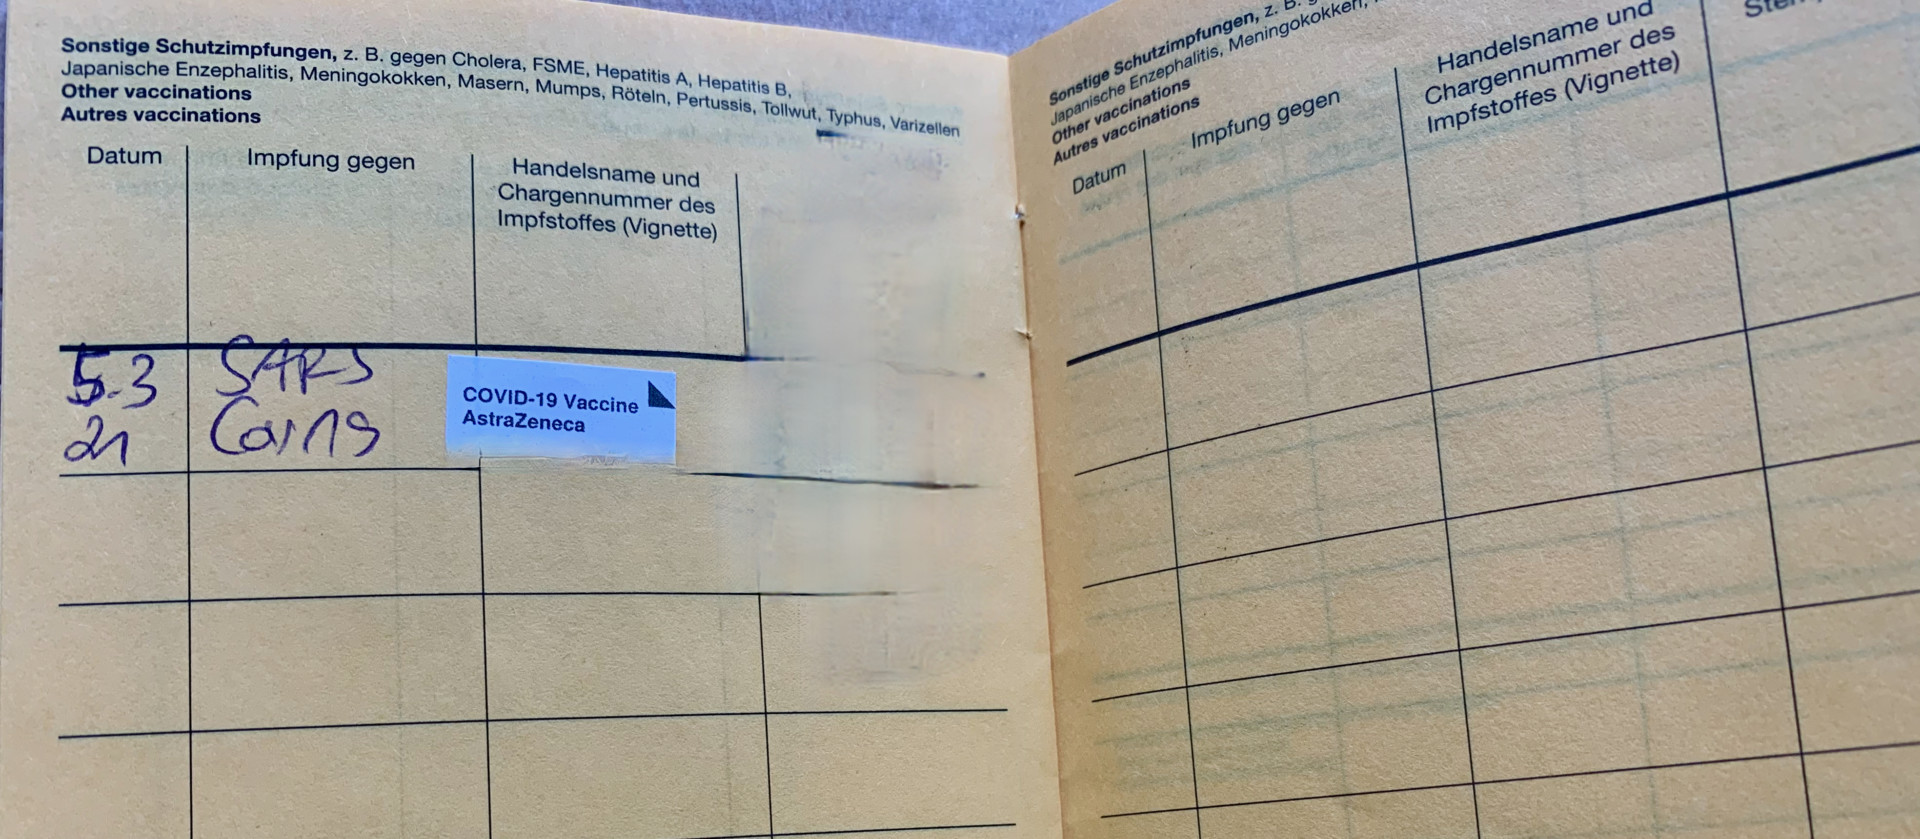 Sonstige Schutzimpfungen, z. B. gegen Cholera, FSME, Hepatitis A, Hepatitis B,
Japanische Enzephalitis, Meningokokken, Masern, Mumps, Röteln, Pertussis, Tollwut, Typhus, Varizellen
Other vaccinations
Autres vaccinations
Datum
Impfung gegen
Handelsname und
Chargennummer des
Impfstoffes (Vignette)
5.3
21
SARS
COVID-19 Vaccine
AstraZeneca
Sonstige Schutzimpfungen, z. B.
Japanische Enzephalitis, Meningokokken,
Other vaccinations
Autres vaccinations
Datum
Impfung gegen
Handelsname und
Chargennummer des
Impfstoffes (Vignette)